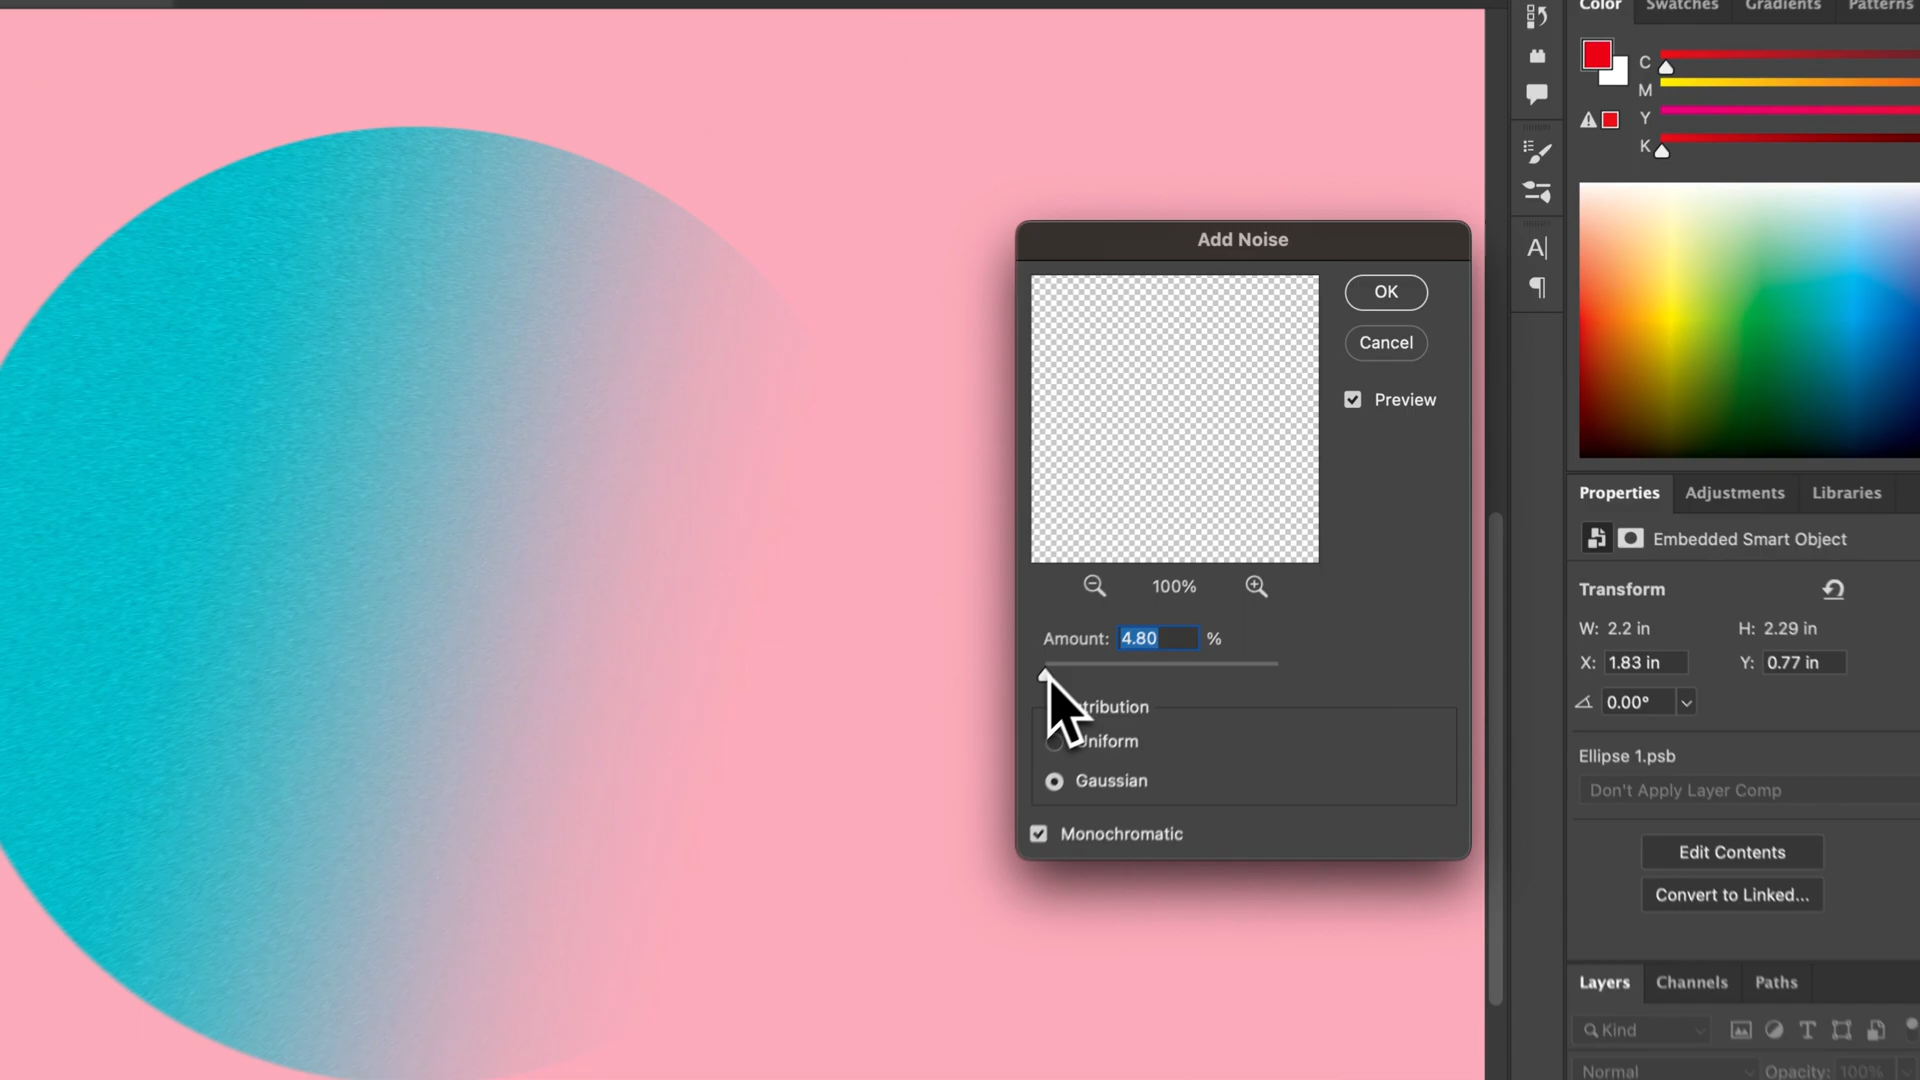 Color Swatches Gradients Patterns
C
M
Y
K
Add Noise
OK
Cancel
Preview
100%
Amount: 4.80 %
tribution
Uniform
Gaussian
Monochromatic
A|
¶
Properties Adjustments Libraries
Embedded Smart Object
Transform
W: 2.2 in H: 2.29 in
X: 1.83 in Y: 0.77 in
0.00°
Ellipse 1.psb
Don't Apply Layer Comp
Edit Contents
Convert to Linked...
Layers Channels Paths
Kind
T
Normal Opacity: 100%